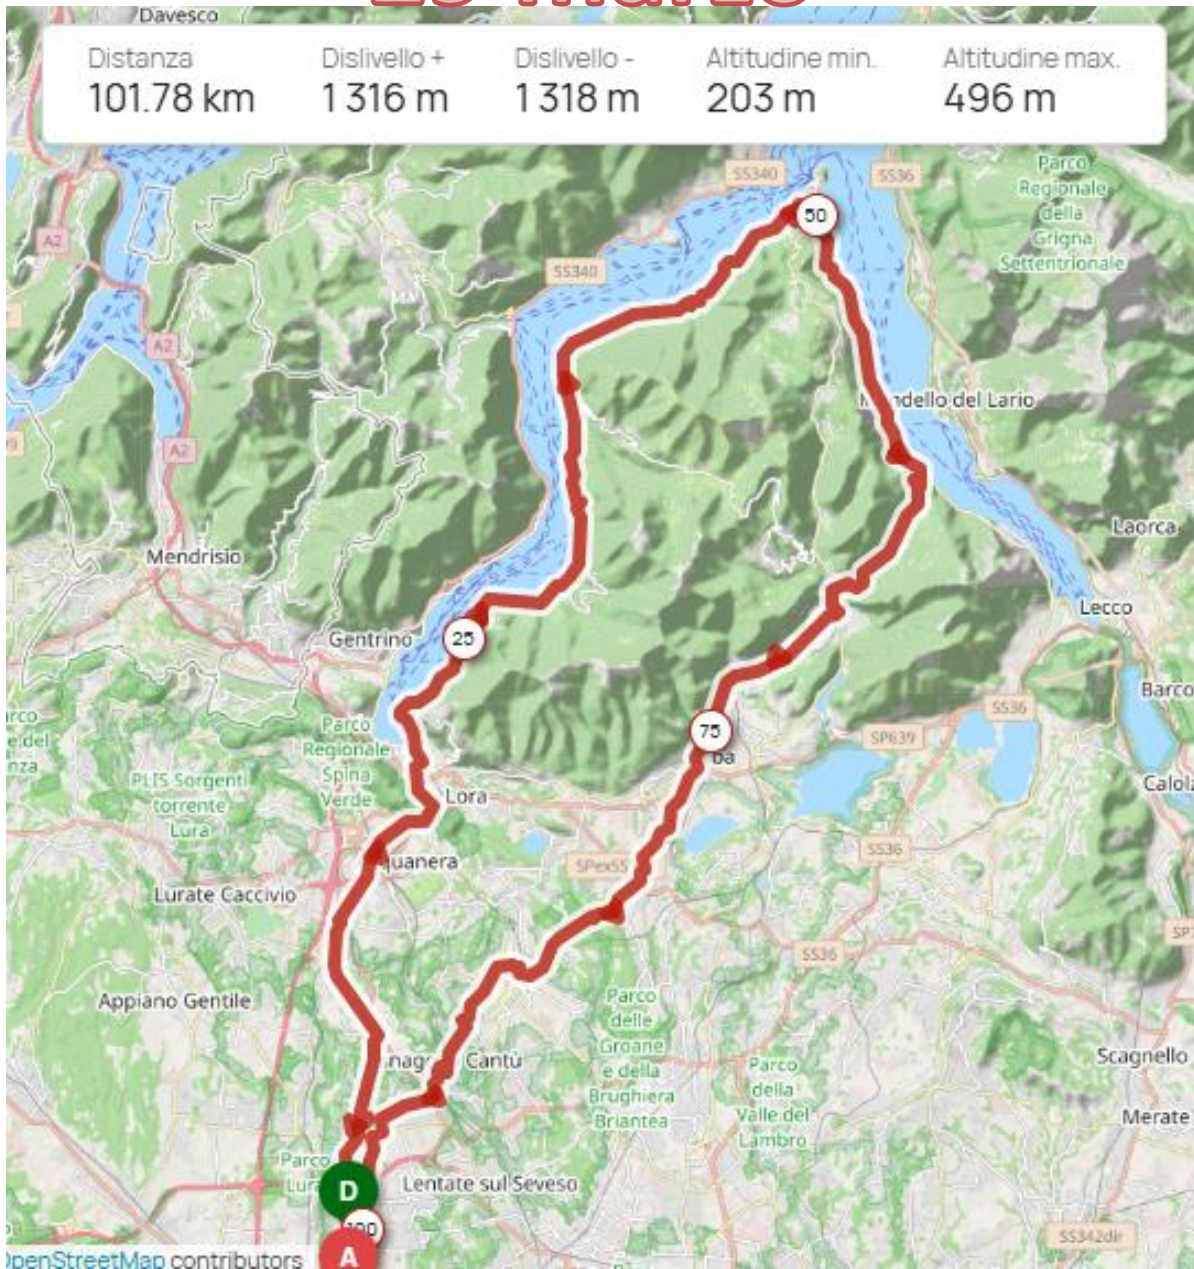 Davesco
Distanza
101.78 km
Dislivello +
1 316 m
Dislivello -
1 318 m
Altitudine min.
203 m
Altitudine max.
496 m
SS340
SS36
Parco
Regionale
della
Grigna
Settentrionale
50
A2
SS340
A2
A2
ndello del Lario
Laorca
Mendrisio
Lecco
Gentrino
25
Barco
SS36
Parco
Regionale
Spina
Verde
75
SP639
PLIS Sorgenti
torrente
Lura
Lora
SS36
quanera
SPex55
Lurate Caccivio
SS36
Appiano Gentile
Parco
delle
Groane
e della
Brughiera
Briantea
Cantù
Scagnello
Parco
della
Valle del
Lambro
Merate
Parco
D
Lentate sul Seveso
100
A
SS342dir
OpenStreetMap contributors